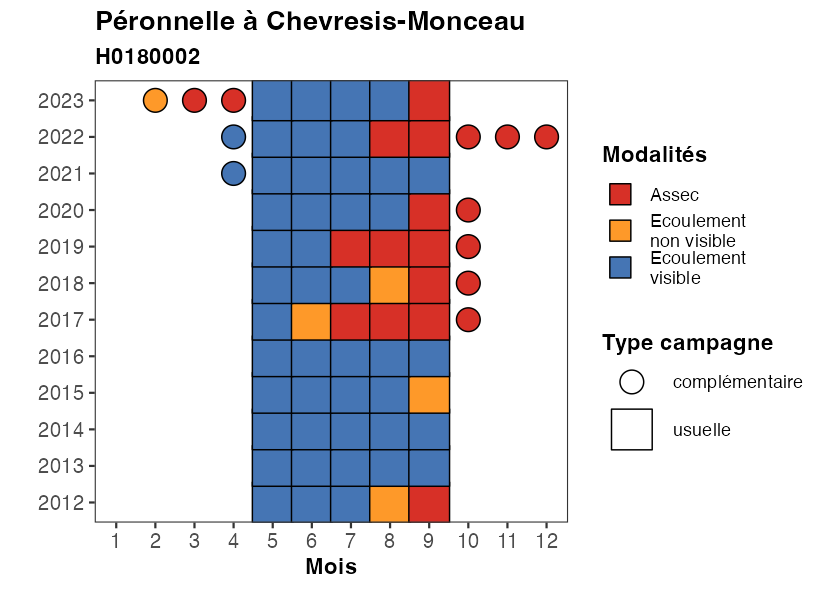 Péronnelle à Chevresis-Monceau
H0180002
2023
2022
2021
2020
2019
2018
2017
2016
2015
2014
2013
2012
1 2 3 4 5 6 7 8 9 10 11 12
Mois
Modalités
Assec
Ecoulement
non visible
Ecoulement
visible
Type campagne
complémentaire
usuelle